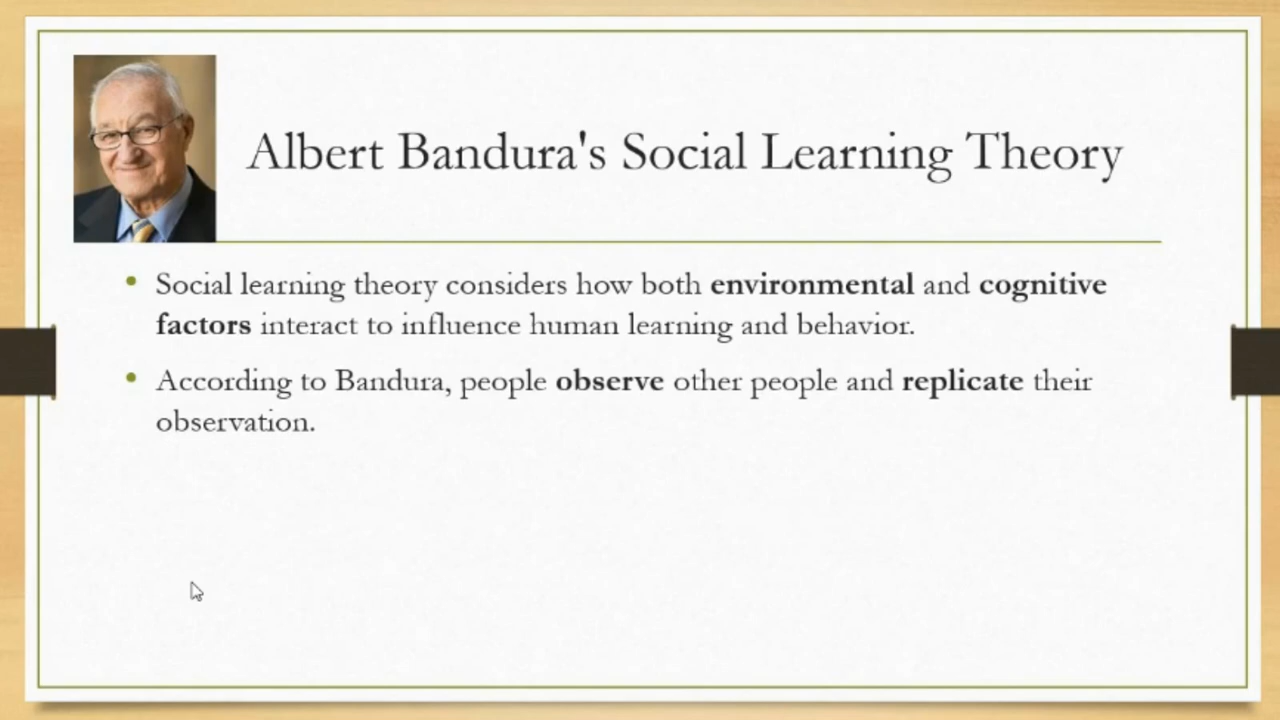 Albert Bandura's Social Learning Theory
• Social learning theory considers how both environmental and cognitive
factors interact to influence human learning and behavior.
• According to Bandura, people observe other people and replicate their
observation.